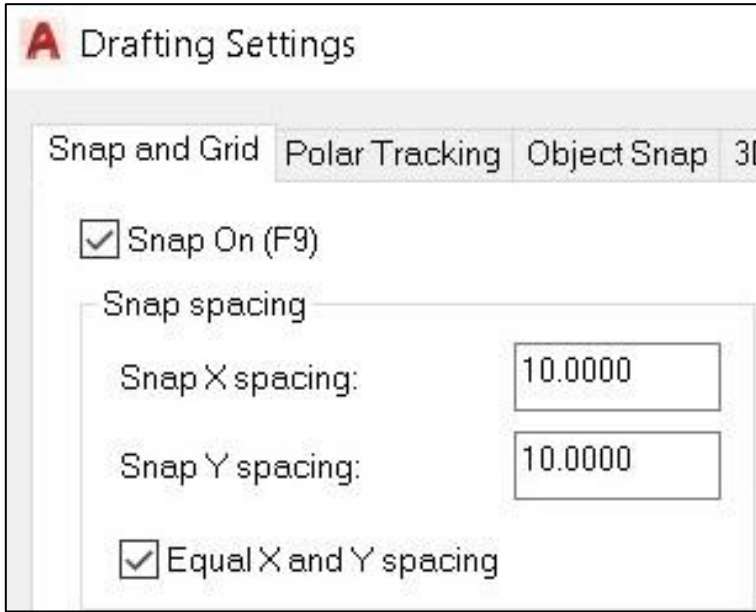 Drafting Settings
Snap and Grid Polar Tracking Object Snap
Snap On (F9)
Snap spacing
Snap X spacing: 10.0000
Snap Y spacing: 10.0000
Equal X and Y spacing